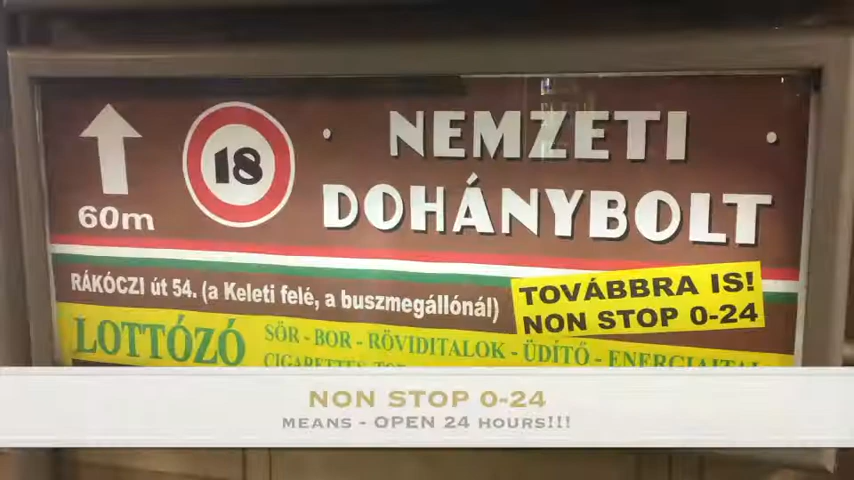 60m
18
NEMZETI
DOHÁNYBOLT
RÁKÓCZI út 54. (a Keleti felé, a buszmegállónál)
TOVÁBBRA IS!
NON STOP 0-24
LOTTÓZÓ
SÖR - BOR - RÖVIDITALOK - ÜDÍTŐ - ENERGIAITAL
NON STOP 0-24
MEANS - OPEN 24 HOURS!!!